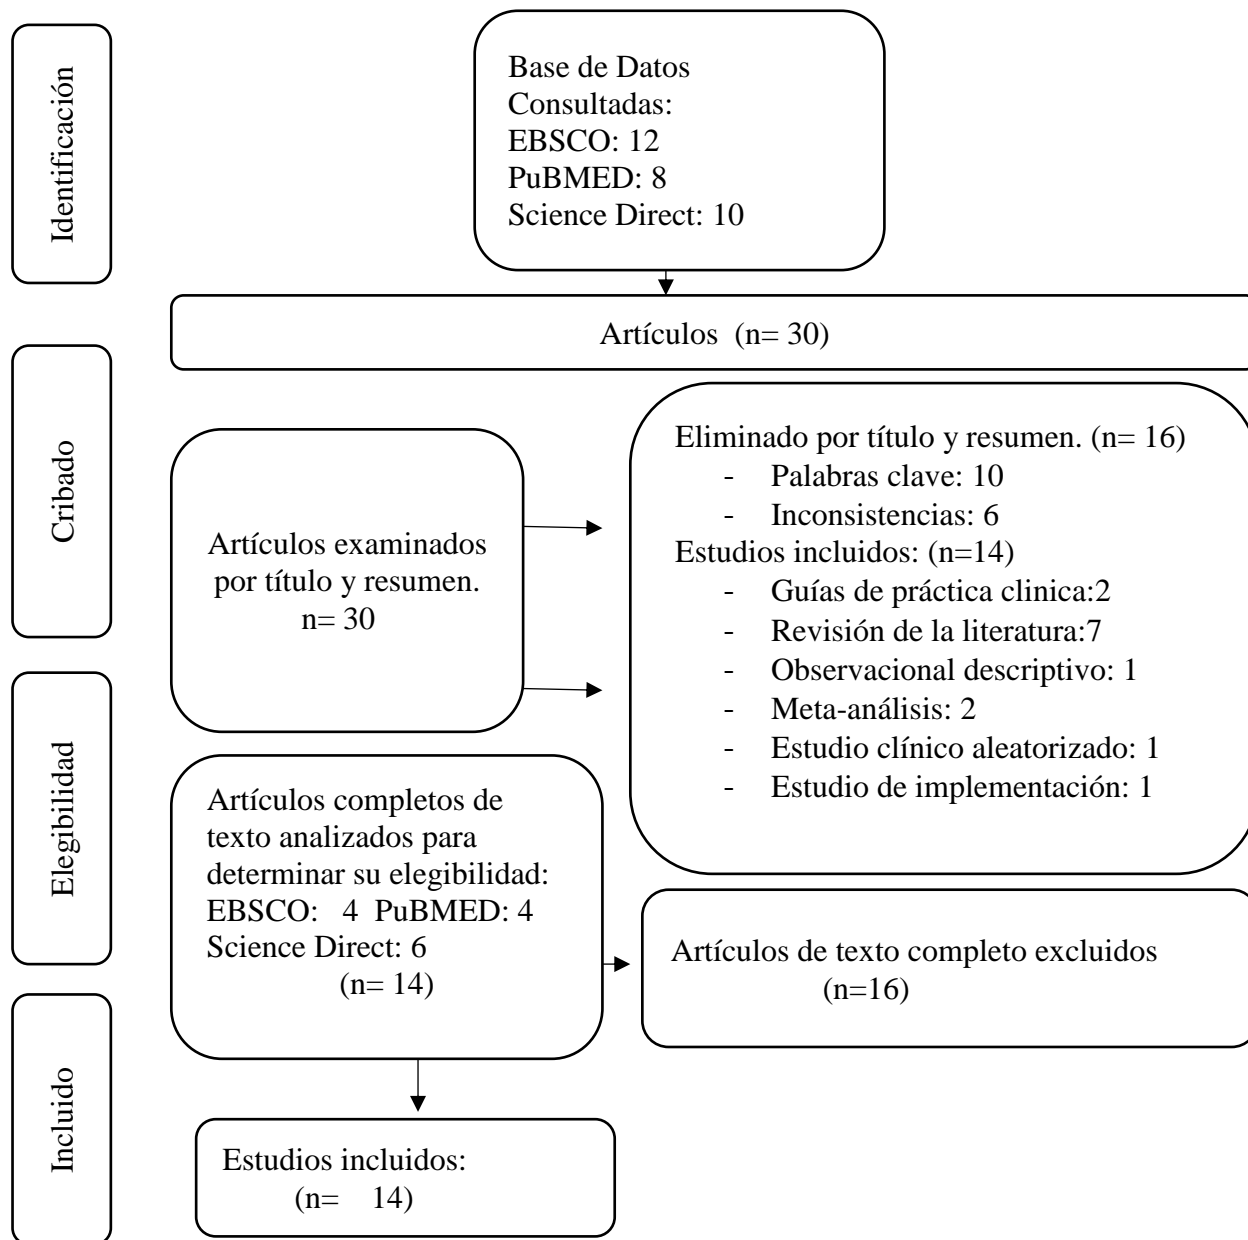 Identificación
Base de Datos
Consultadas:
EBSCO: 12
PuBMED: 8
Science Direct: 10
Artículos (n= 30)
Cribado
Artículos examinados
por título y resumen.
n= 30
Eliminado por título y resumen. (n= 16)
- Palabras clave: 10
- Inconsistencias: 6
Estudios incluidos: (n=14)
- Guías de práctica clinica:2
- Revisión de la literatura:7
- Observacional descriptivo: 1
- Meta-análisis: 2
- Estudio clínico aleatorizado: 1
- Estudio de implementación: 1
Elegibilidad
Artículos completos de
texto analizados para
determinar su elegibilidad:
EBSCO: 4 PuBMED: 4
Science Direct: 6
(n= 14)
Artículos de texto completo excluidos
(n=16)
Incluido
Estudios incluidos:
(n= 14)